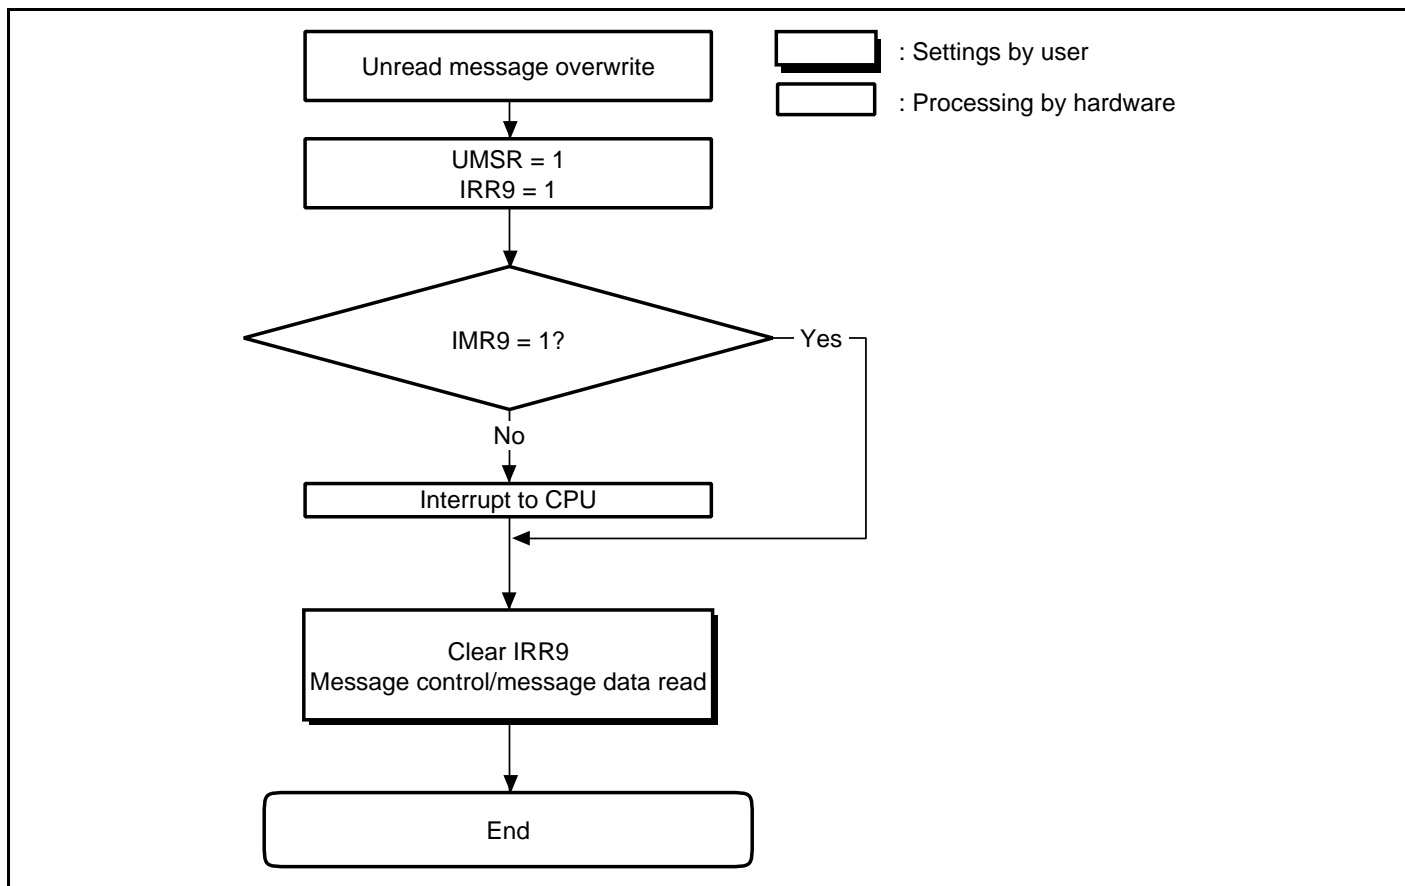 Unread message overwrite
: Settings by user
: Processing by hardware
UMSR = 1
IRR9 = 1
IMR9 = 1?
Yes
No
Interrupt to CPU
Clear IRR9
Message control/message data read
End